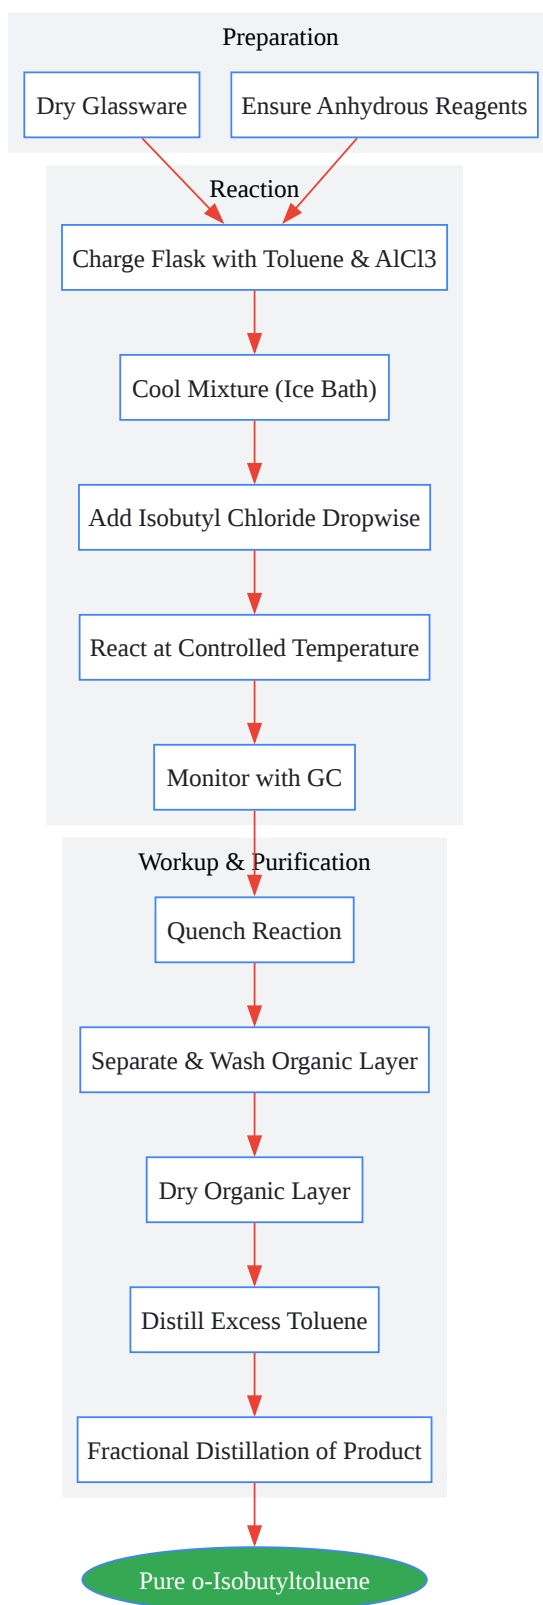 Preparation
Dry Glassware
Ensure Anhydrous Reagents
Reaction
Charge Flask with Toluene & AlCl3
Cool Mixture (Ice Bath)
Add Isobutyl Chloride Dropwise
React at Controlled Temperature
Monitor with GC
Workup & Purification
Quench Reaction
Separate & Wash Organic Layer
Dry Organic Layer
Distill Excess Toluene
Fractional Distillation of Product
Pure o-Isobutyltoluene